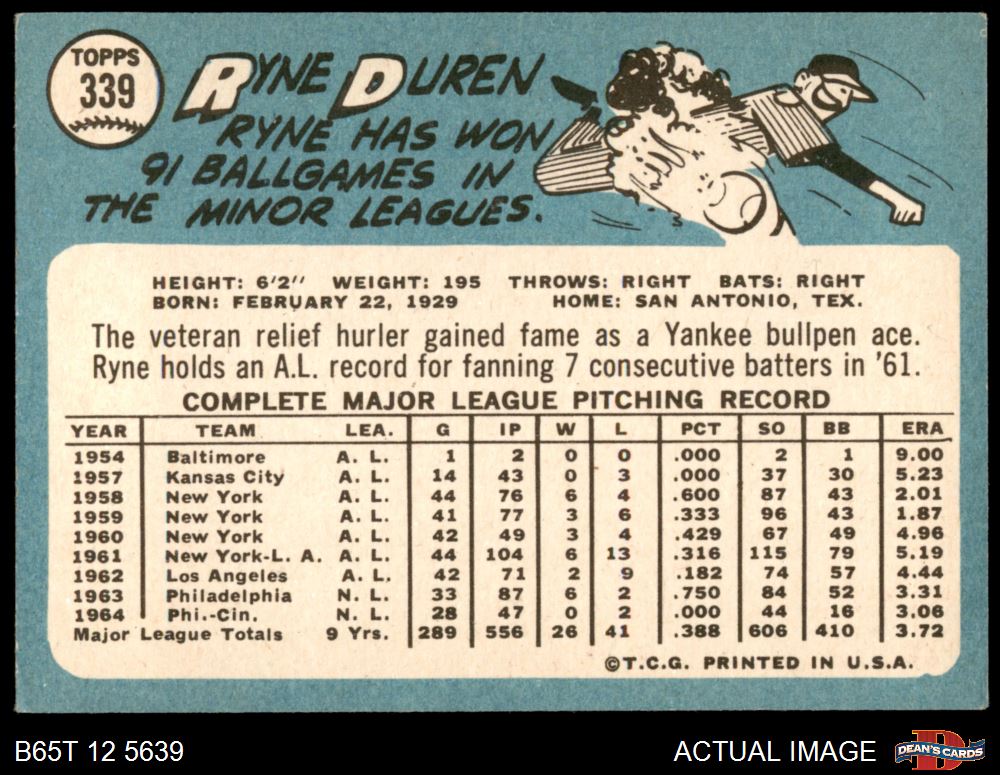 TOPPS
339
RYNE DUREN
RYNE HAS WON
91 BALLGAMES IN
THE MINOR LEAGUES.
HEIGHT: 6'2" WEIGHT: 195 THROWS: RIGHT BATS: RIGHT
BORN: FEBRUARY 22, 1929 HOME: SAN ANTONIO, TEX.
The veteran relief hurler gained fame as a Yankee bullpen ace.
Ryne holds an A.L. record for fanning 7 consecutive batters in '61.
COMPLETE MAJOR LEAGUE PITCHING RECORD
YEAR TEAM LEA. G IP W L PCT SO BB ERA
1954 Baltimore A. L. 1 2 0 0 .000 2 1 9.00
1957 Kansas City A. L. 14 43 0 3 .000 37 30 5.23
1958 New York A. L. 44 76 6 4 .600 87 43 2.01
1959 New York A. L. 41 77 3 6 .333 96 43 1.87
1960 New York A. L. 42 49 3 4 .429 67 49 4.96
1961 New York-L. A. A. L. 44 104 6 13 .316 115 79 5.19
1962 Los Angeles A. L. 42 71 2 9 .182 74 57 4.44
1963 Philadelphia N. L. 33 87 6 2 .750 84 52 3.31
1964 Phi.-Cin. N. L. 28 47 0 2 .000 44 16 3.06
Major League Totals 9 Yrs. 289 556 26 41 .388 606 410 3.72
©T.C.G. PRINTED IN U.S.A.
B65T 12 5639 ACTUAL IMAGE DEAN'S CARDS